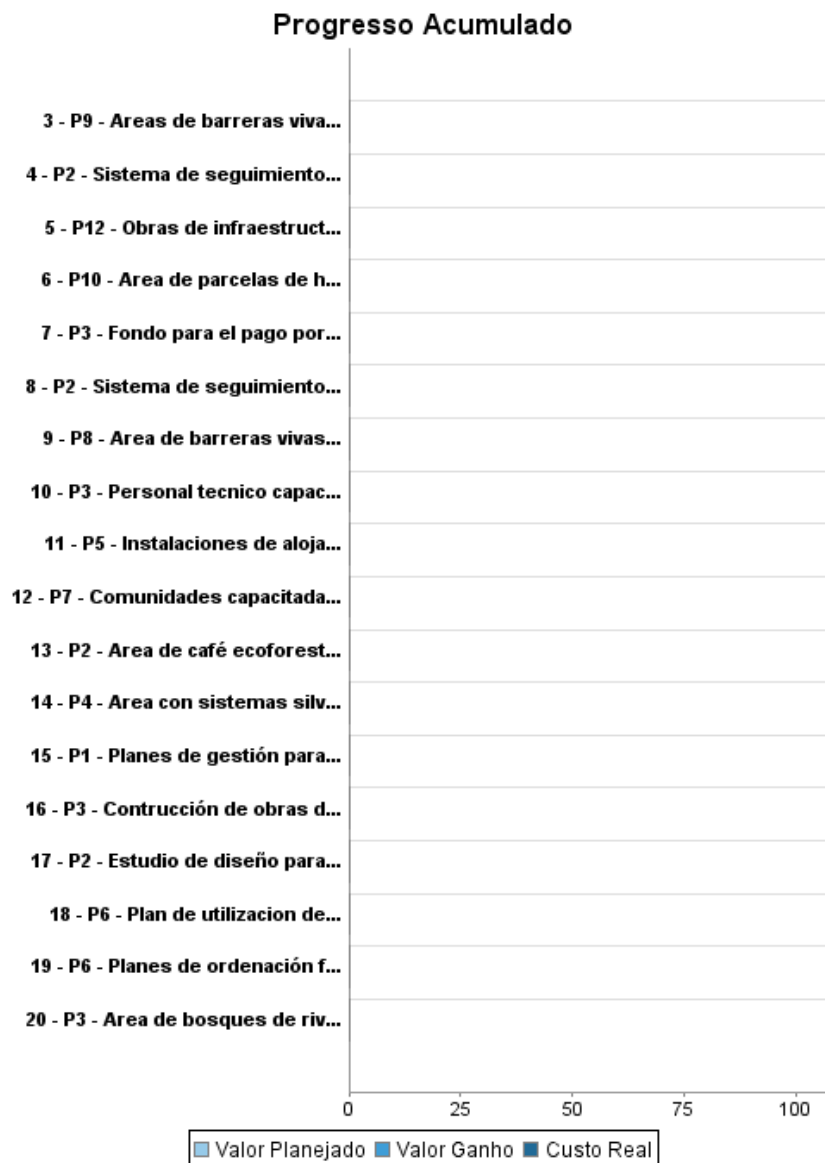 Progresso Acumulado
3 - P9 - Areas de barreras viva...
4 - P2 - Sistema de seguimiento...
5 - P12 - Obras de infraestruct...
6 - P10 - Area de parcelas de h...
7 - P3 - Fondo para el pago por...
8 - P2 - Sistema de seguimiento...
9 - P8 - Area de barreras vivas...
10 - P3 - Personal tecnico capac...
11 - P5 - Instalaciones de aloja...
12 - P7 - Comunidades capacitada...
13 - P2 - Area de café ecoforest...
14 - P4 - Area con sistemas silv...
15 - P1 - Planes de gestión para...
16 - P3 - Contrucción de obras d...
17 - P2 - Estudio de diseño para...
18 - P6 - Plan de utilizacion de...
19 - P6 - Planes de ordenación f...
20 - P3 - Area de bosques de riv...
0 25 50 75 100
Valor Planejado Valor Ganho Custo Real